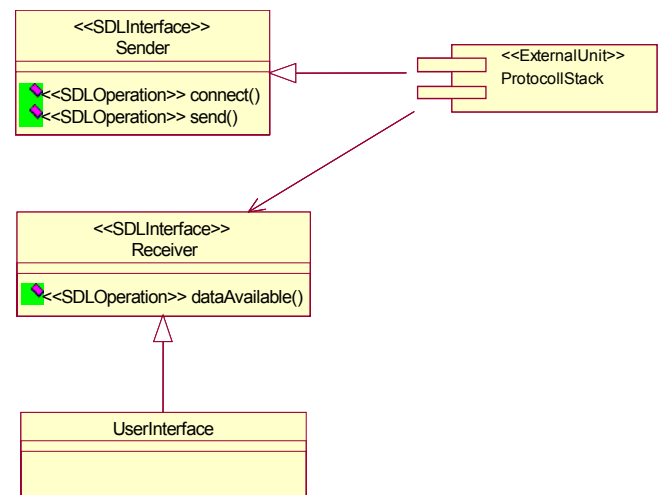 <<SDLInterface>>
Sender
<<SDLOperation>> connect()
<<SDLOperation>> send()
<<ExternalUnit>>
ProtocollStack
<<SDLInterface>>
Receiver
<<SDLOperation>> dataAvailable()
UserInterface